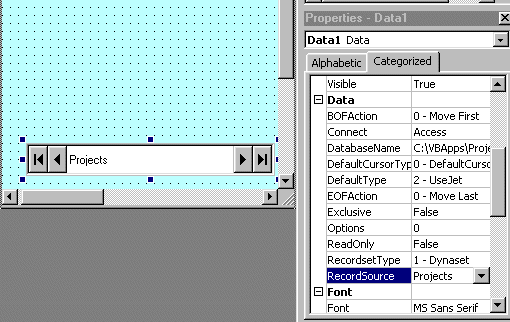 Properties - Data1
Data1 Data
Alphabetic Categorized
Visible True
Data
BOFAction 0 - Move First
Connect Access
DatabaseName C:\VBApps\Proje
DefaultCursorTyp 0 - DefaultCursor
DefaultType 2 - UseJet
EOFAction 0 - Move Last
Exclusive False
Options 0
ReadOnly False
RecordsetType 1 - Dynaset
RecordSource Projects
Font
Font MS Sans Serif
Projects